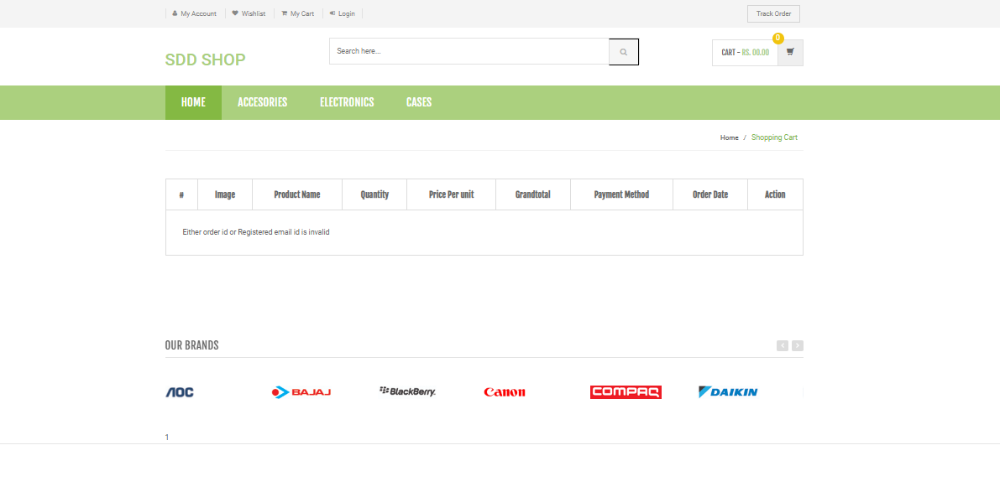 My Account Wishlist My Cart Login Track Order
0
SDD SHOP Search here... CART - RS. 00.00
HOME ACCESORIES ELECTRONICS CASES
Home / Shopping Cart
# Image Product Name Quantity Price Per unit Grandtotal Payment Method Order Date Action
Either order id or Registered email id is invalid
OUR BRANDS
AOC BAJAJ BlackBerry. Canon COMPAQ DAIKIN
1